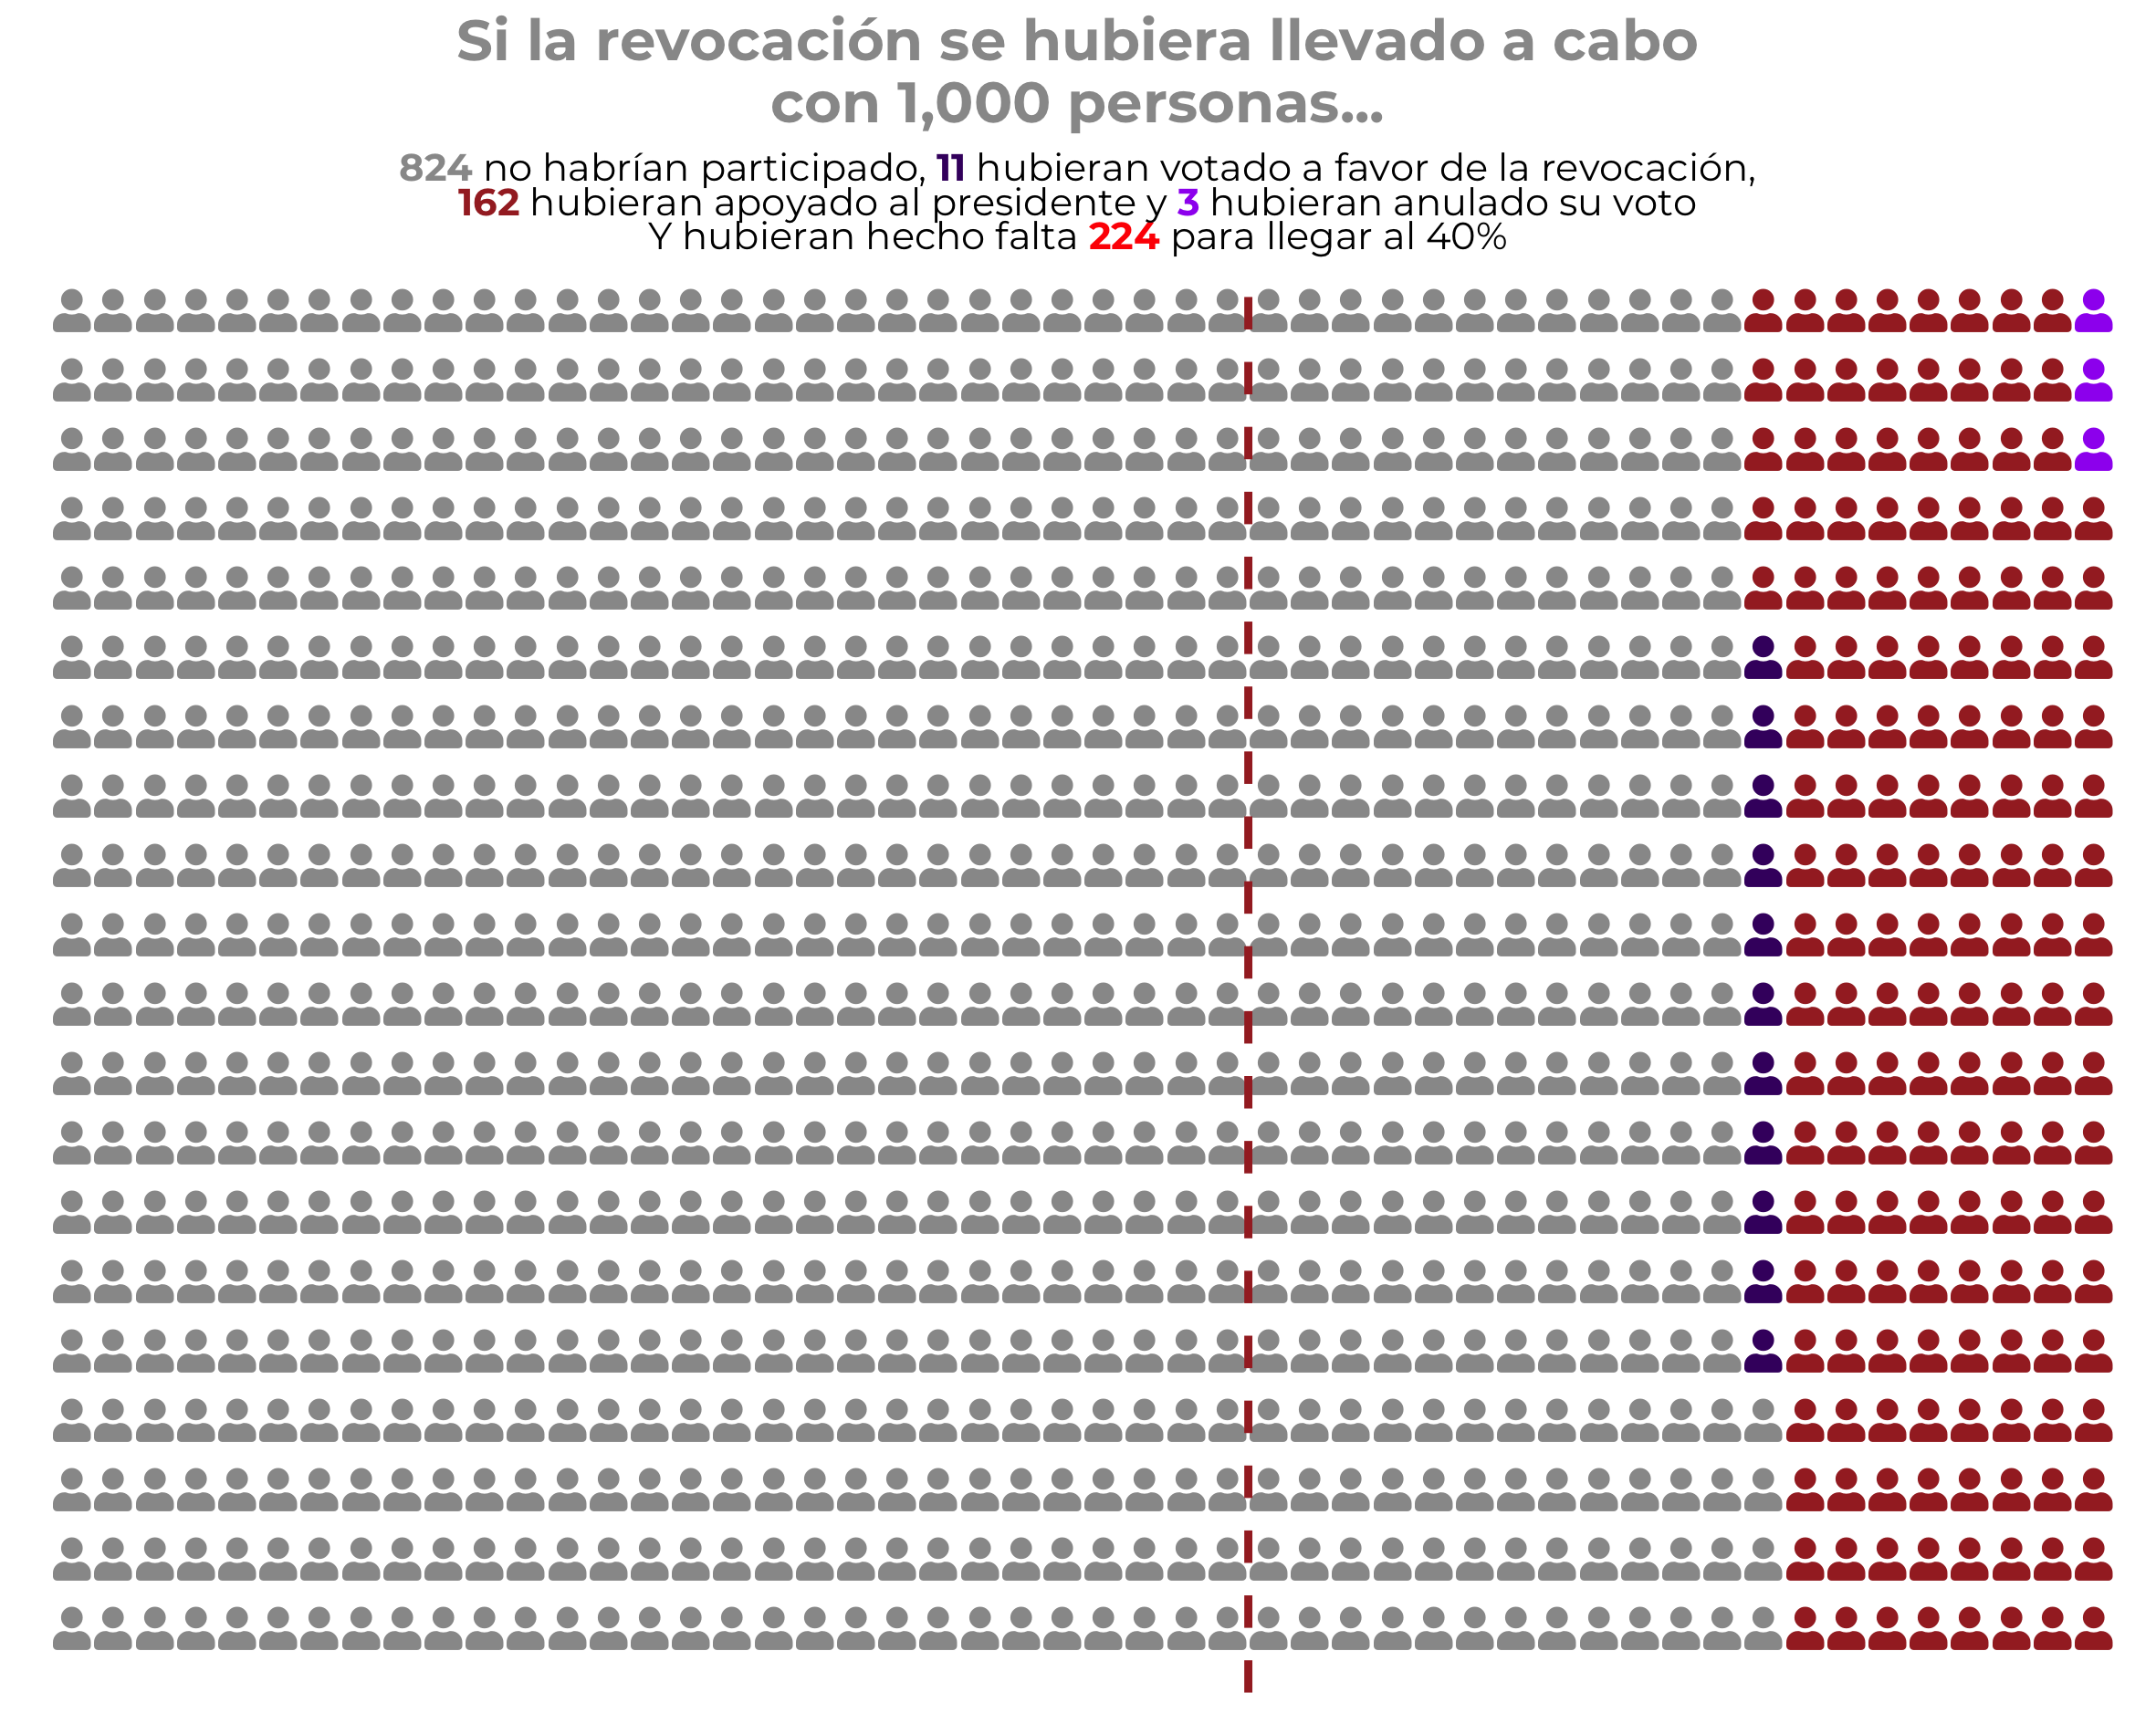 Si la revocación se hubiera llevado a cabo
con 1,000 personas...
824 no habrían participado, 11 hubieran votado a favor de la revocación,
162 hubieran apoyado al presidente y 3 hubieran anulado su voto
Y hubieran hecho falta 224 para llegar al 40%